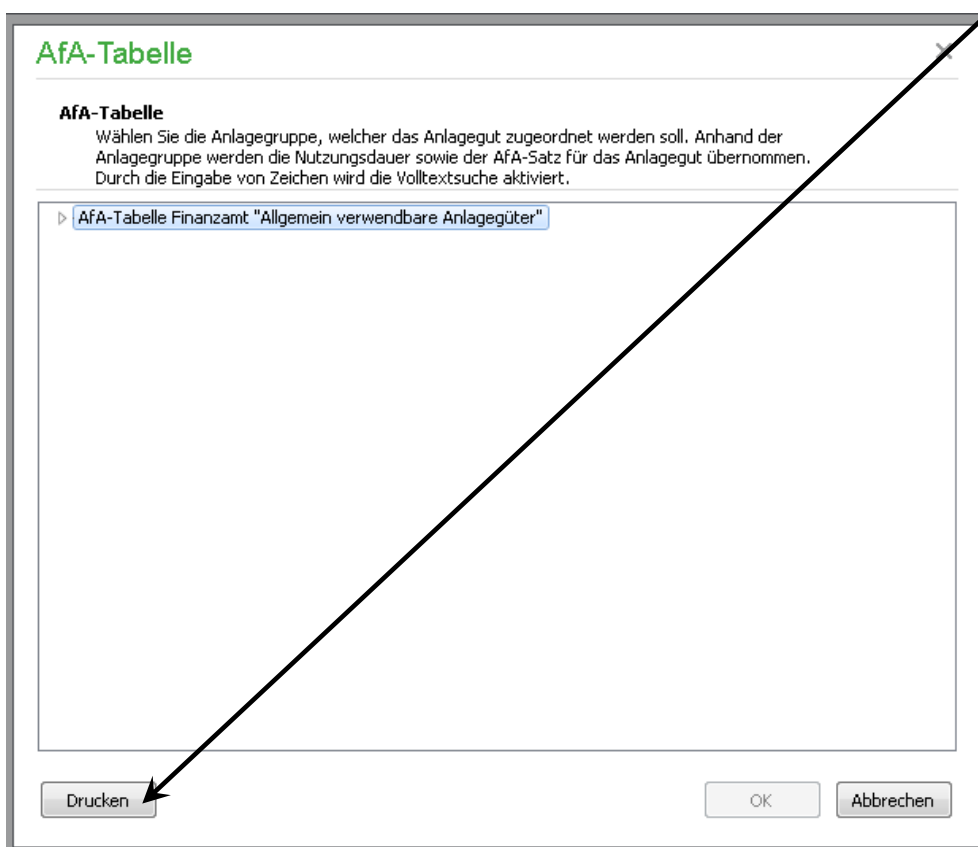 AfA-Tabelle
AfA-Tabelle
Wählen Sie die Anlagegruppe, welcher das Anlagegut zugeordnet werden soll. Anhand der
Anlagegruppe werden die Nutzungsdauer sowie der AfA-Satz für das Anlagegut übernommen.
Durch die Eingabe von Zeichen wird die Volltextsuche aktiviert.
AfA-Tabelle Finanzamt "Allgemein verwendbare Anlagegüter"
Drucken
OK
Abbrechen